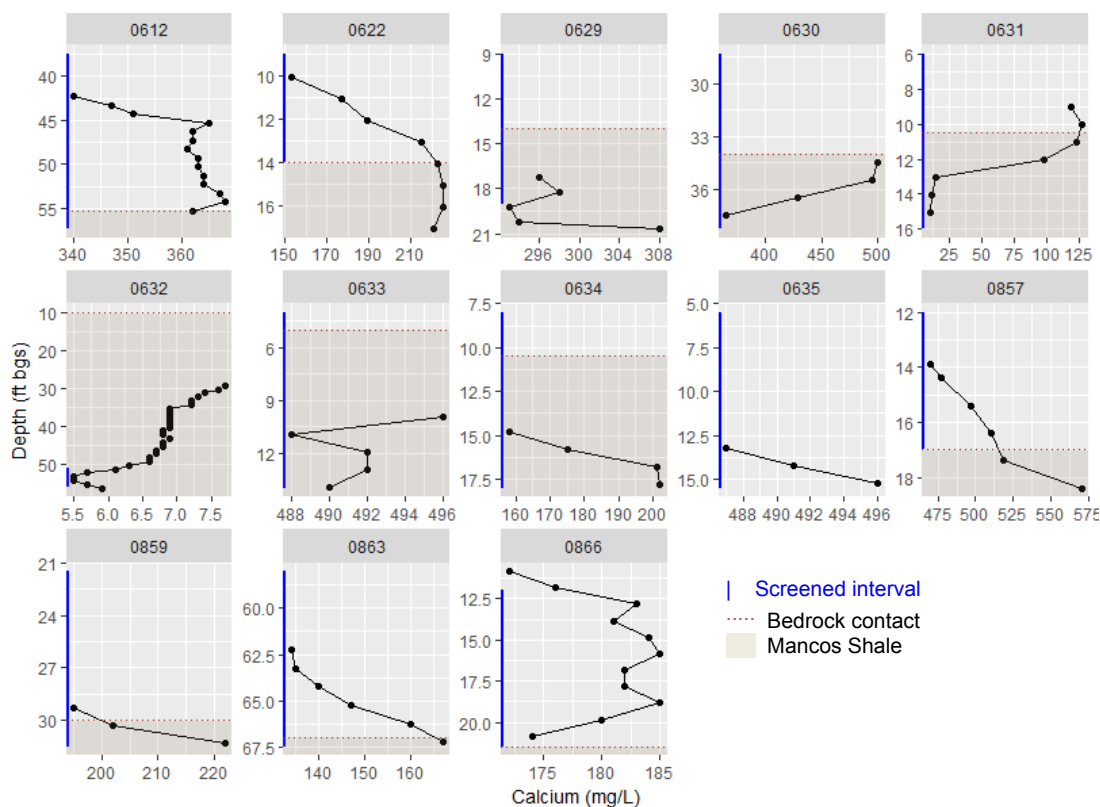 0612 0622 0629 0630 0631
40 45 50 55
340 350 360
10 12 14 16
150 170 190 210
9 12 15 18 21
296 300 304 308
30 33 36
400 450 500
6 8 10 12 14 16
25 50 75 100 125
0632 0633 0634 0635 0857
Depth (ft bgs)
10 20 30 40 50
5.5 6.0 6.5 7.0 7.5
6 9 12
488 490 492 494 496
7.5 10.0 12.5 15.0 17.5
160 170 180 190 200
5.0 7.5 10.0 12.5 15.0
488 490 492 494 496
12 14 16 18
475 500 525 550 575
0859 0863 0866
21 24 27 30
200 210 220
60.0 62.5 65.0 67.5
140 150 160
12.5 15.0 17.5 20.0
175 180 185
Screened interval
Bedrock contact
Mancos Shale
Calcium (mg/L)